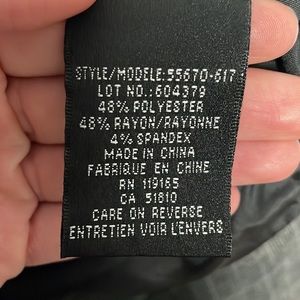 STYLE/MODELE:55670-617
LOT NO.:604379
48% POLYESTER
48% RAYON/RAYONNE
4% SPANDEX
MADE IN CHINA
FABRIQUE EN CHINE
RN 119165
CA 51810
CARE ON REVERSE
ENTRETIEN VOIR L'ENVERS